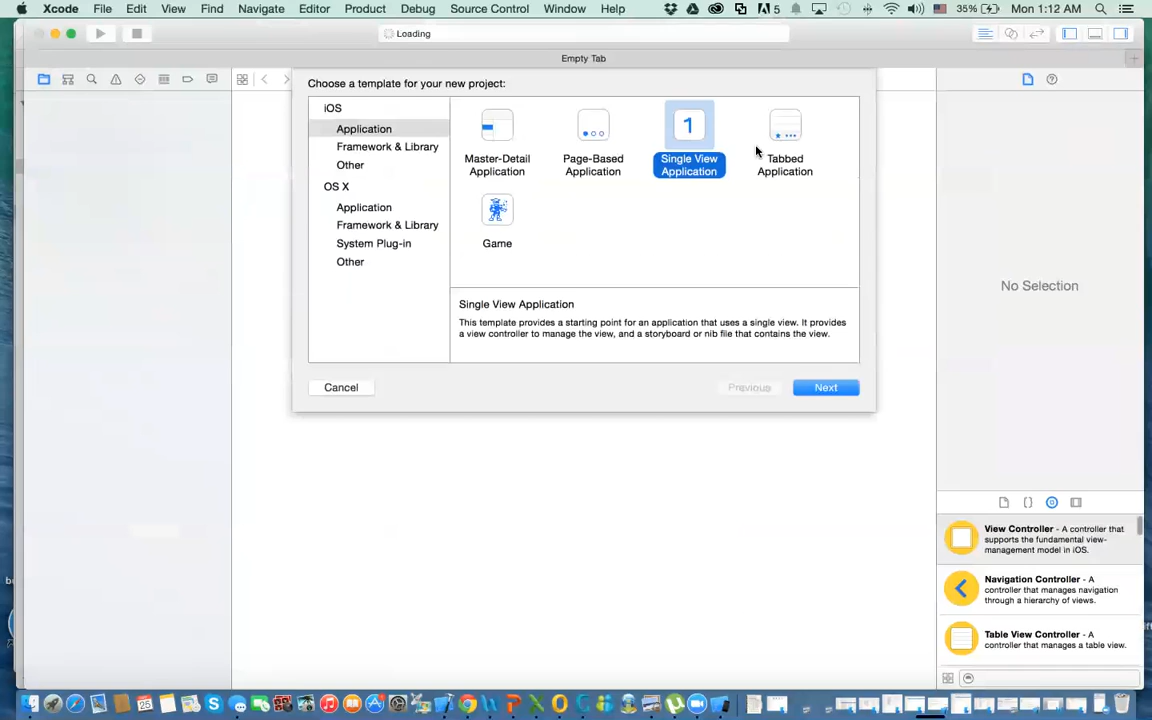 Xcode File Edit View Find Navigate Editor Product Debug Source Control Window Help 5 35% Mon 1:12 AM
Loading
Empty Tab
Choose a template for your new project:
iOS
Application
Framework & Library
Other
OS X
Application
Framework & Library
System Plug-in
Other
Master-Detail
Application
Page-Based
Application
1
Single View
Application
Tabbed
Application
Game
Single View Application
This template provides a starting point for an application that uses a single view. It provides
a view controller to manage the view, and a storyboard or nib file that contains the view.
Cancel Previous Next
No Selection
View Controller - A controller that
supports the fundamental view-
management model in iOS.
Navigation Controller - A
controller that manages navigation
through a hierarchy of views.
Table View Controller - A
controller that manages a table view.